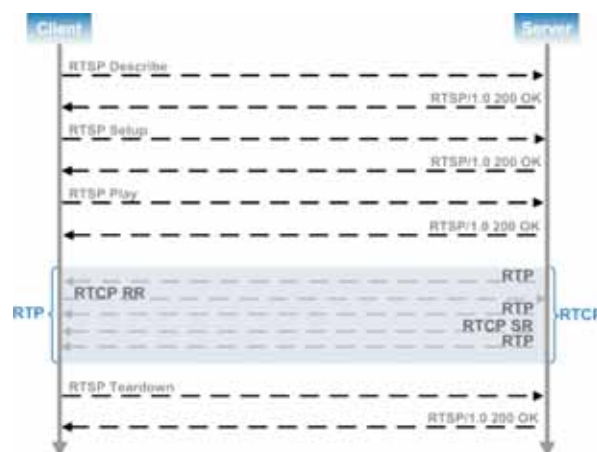 Client Server
RTSP Describe
RTSP/1.0 200 OK
RTSP Setup
RTSP/1.0 200 OK
RTSP Play
RTSP/1.0 200 OK
RTP
RTCP RR
RTP
RTP RTCP
RTCP SR
RTP
RTSP Teardown
RTSP/1.0 200 OK